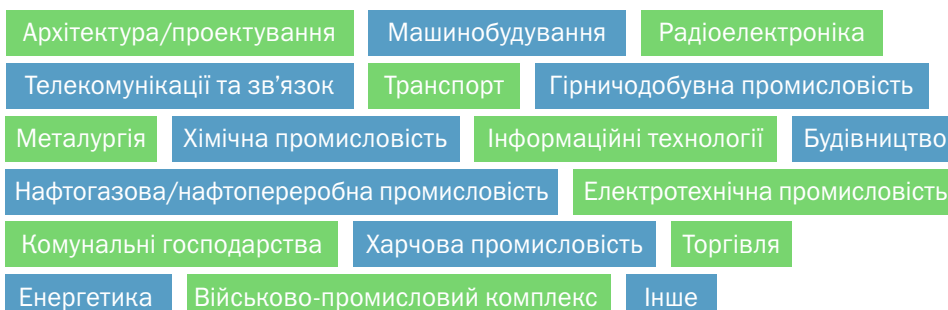 Архітектура/проектування Машинобудування Радіоелектроніка
Телекомунікації та зв’язок Транспорт Гірничодобувна промисловість
Металургія Хімічна промисловість Інформаційні технології Будівництво
Нафтогазова/нафтопереробна промисловість Електротехнічна промисловість
Комунальні господарства Харчова промисловість Торгівля
Енергетика Військово-промисловий комплекс Інше